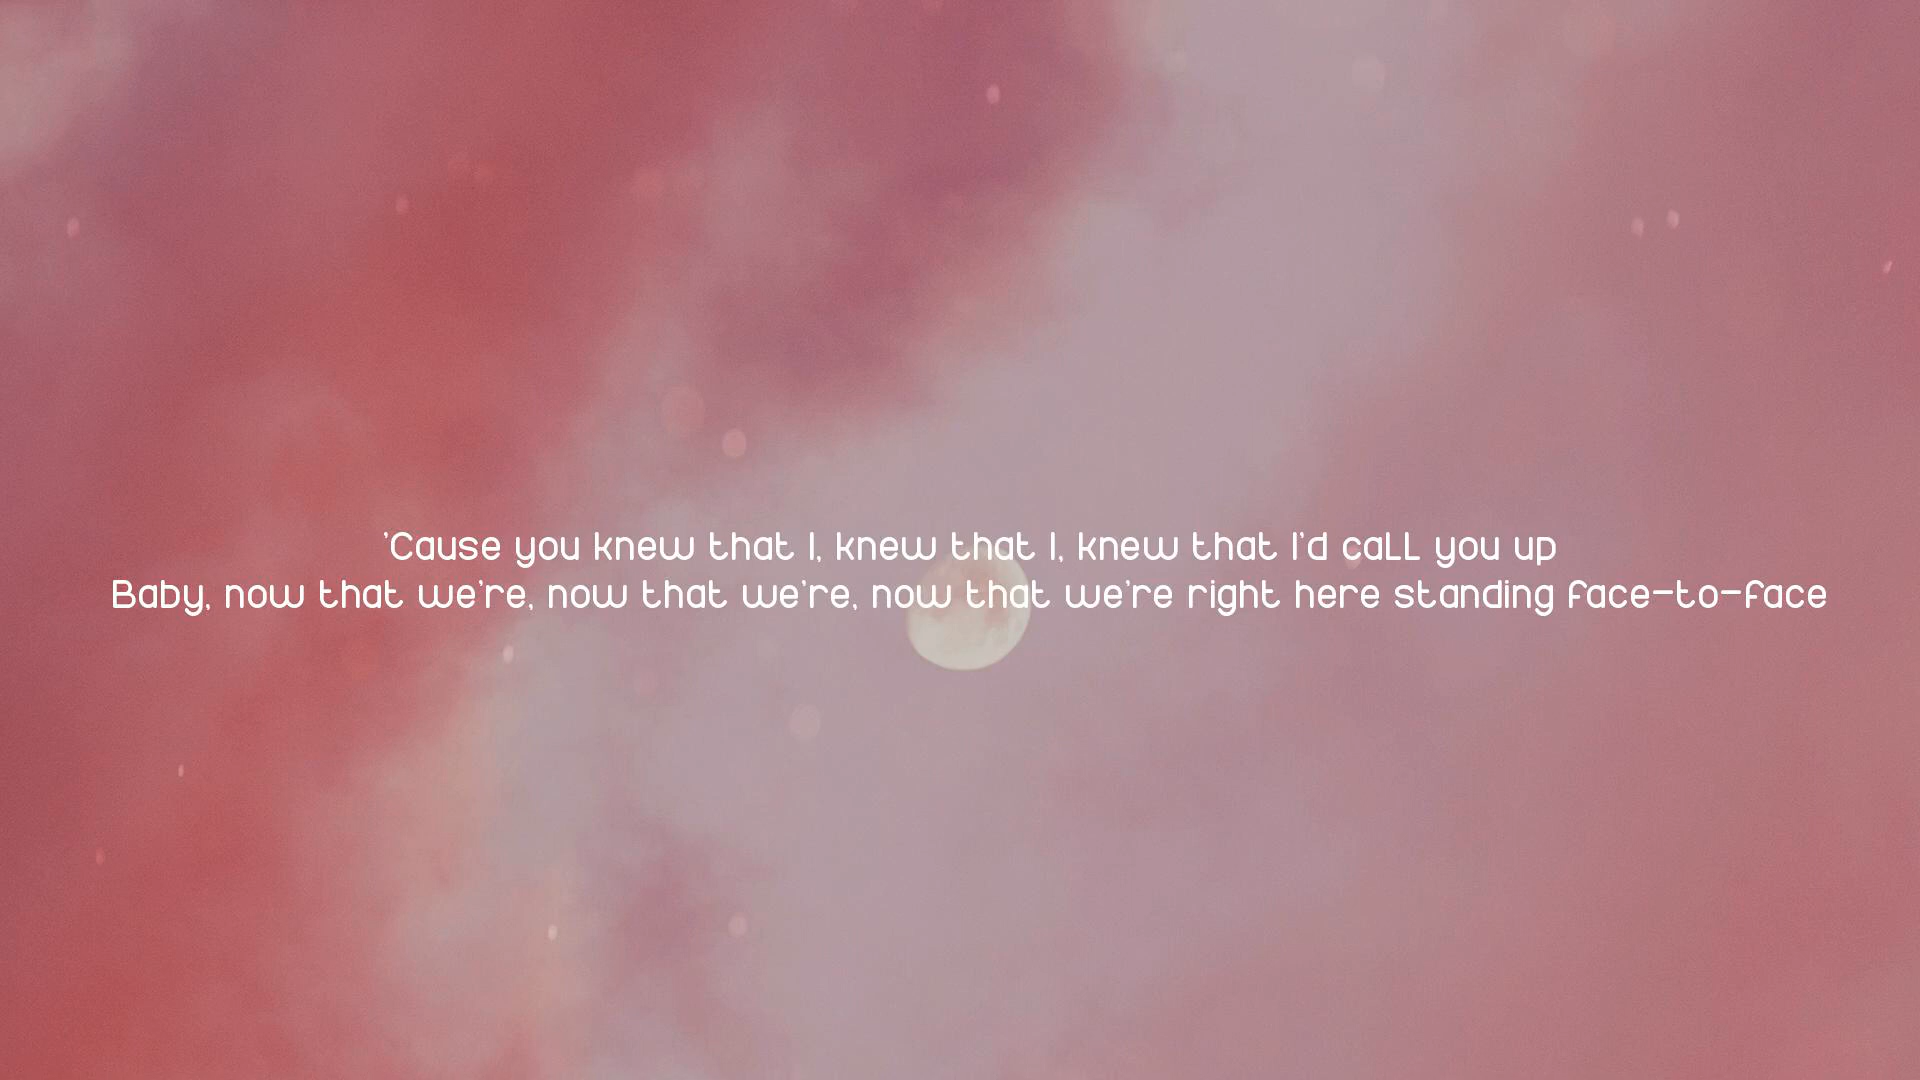 'Cause you knew that I, knew that I, knew that I'd call you up
Baby, now that we're, now that we're, now that we're right here standing face-to-face